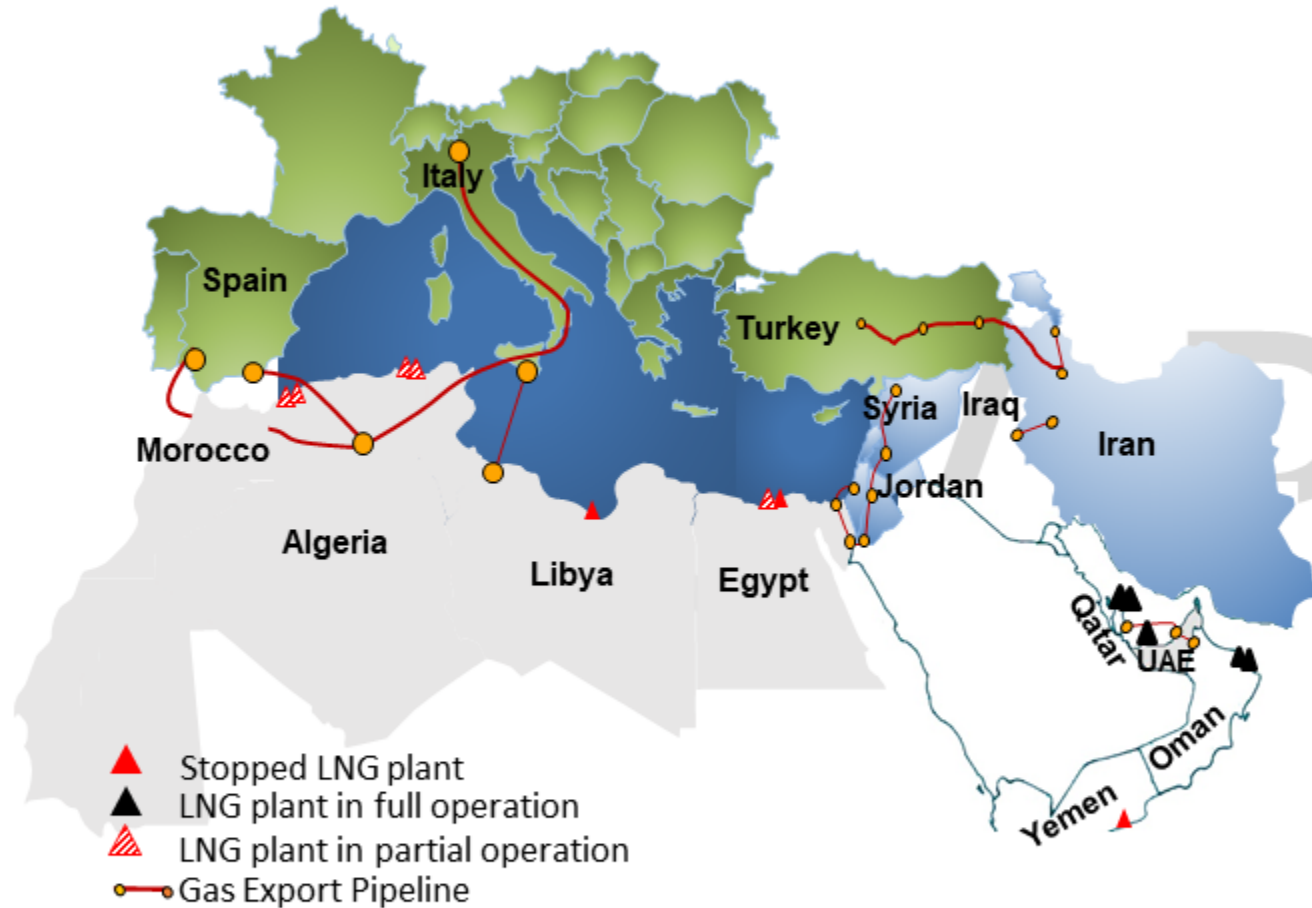 Italy
Spain
Turkey
Syria
Iraq
Iran
Morocco
Jordan
Algeria
Libya
Egypt
Qatar
UAE
Oman
Yemen
Stopped LNG plant
LNG plant in full operation
LNG plant in partial operation
Gas Export Pipeline